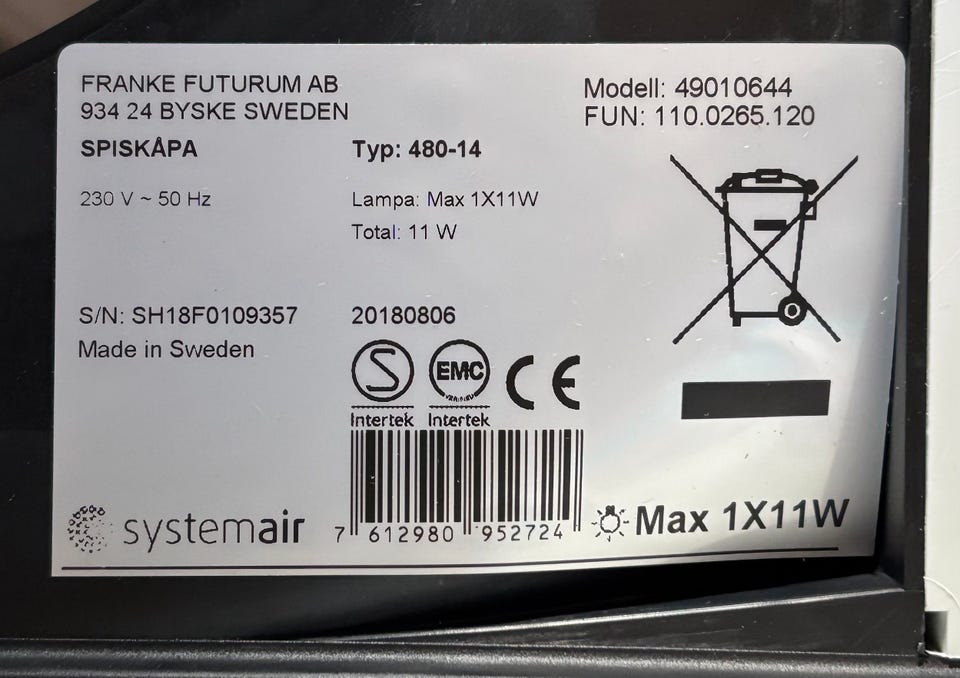 FRANKE FUTURUM AB
934 24 BYSKE SWEDEN
Modell: 49010644
FUN: 110.0265.120
SPISKÅPA
Typ: 480-14
230 V ~ 50 Hz
Lampa: Max 1X11W
Total: 11 W
S/N: SH18F0109357
20180806
Made in Sweden
S
Intertek
EMC
Intertek
CE
systemair
7 612980 952724
Max 1X11W